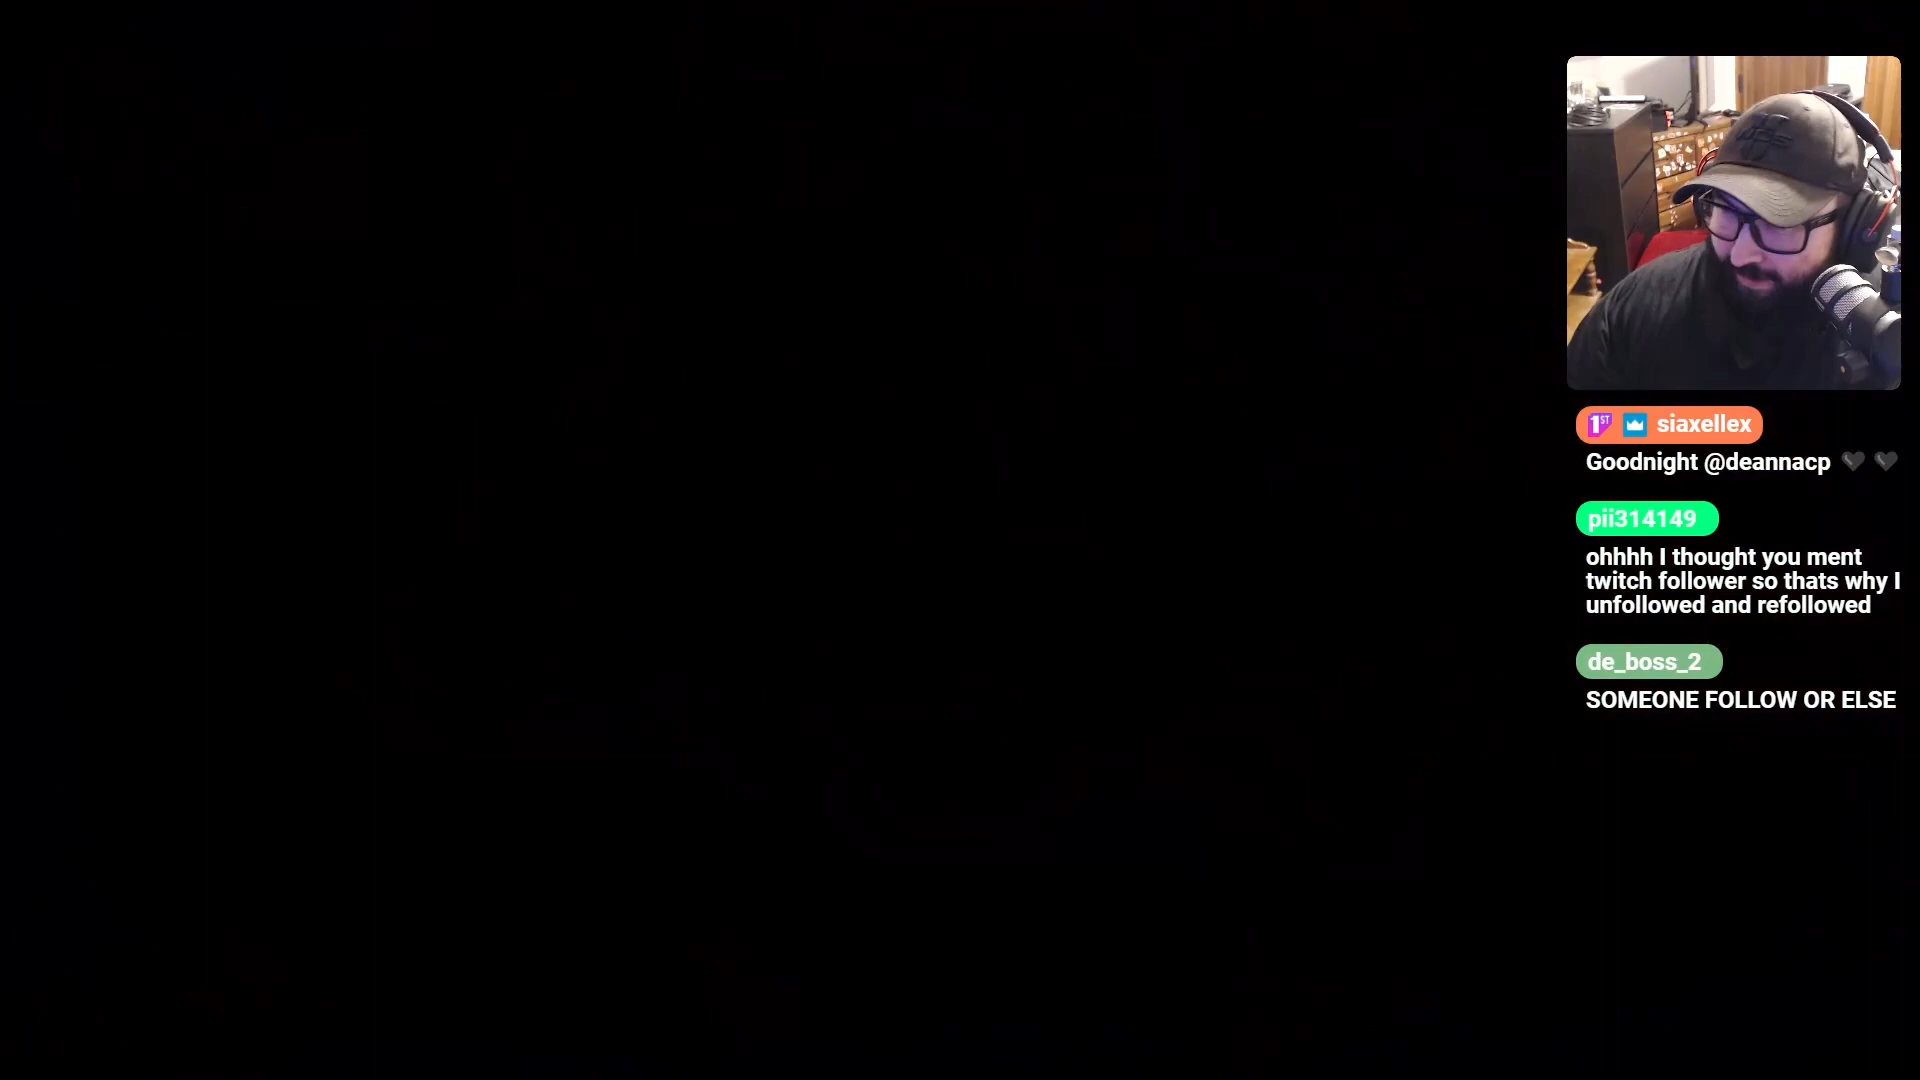 1ST siaxellex
Goodnight @deannacp
pii314149
ohhhh I thought you ment
twitch follower so thats why I
unfollowed and refollowed
de_boss_2
SOMEONE FOLLOW OR ELSE